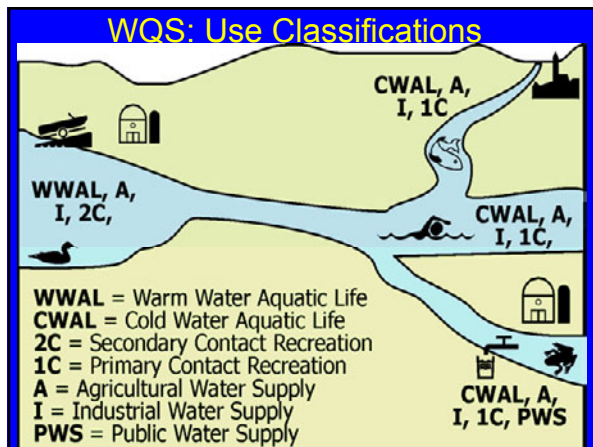 WQS: Use Classifications
CWAL, A,
I, 1C
WWAL, A,
I, 2C,
CWAL, A,
I, 1C,
WWAL = Warm Water Aquatic Life
CWAL = Cold Water Aquatic Life
2C = Secondary Contact Recreation
1C = Primary Contact Recreation
A = Agricultural Water Supply
I = Industrial Water Supply
PWS = Public Water Supply
CWAL, A,
I, 1C, PWS